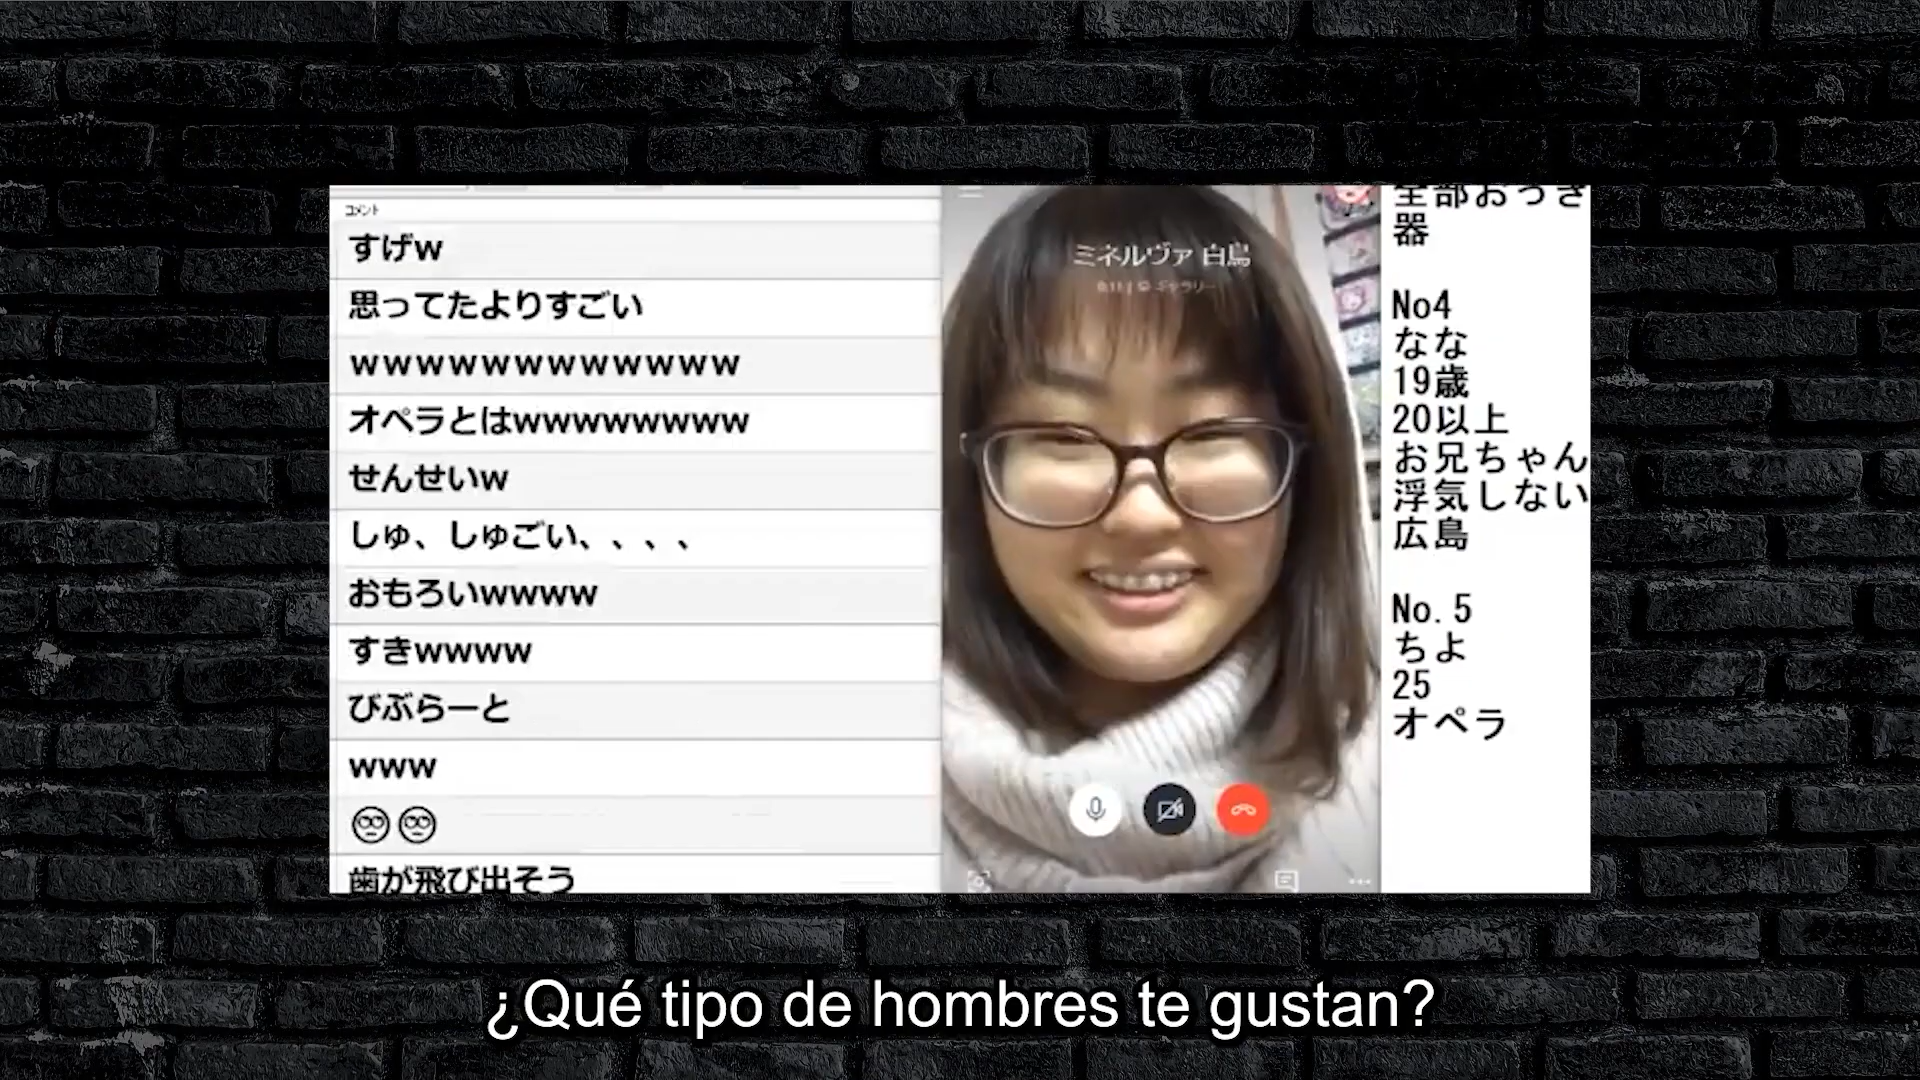 コメント
すげw
思ってたよりすごい
wwwwwwwwwwwww
オペラとはwwwwwwwww
せんせいw
しゅ、しゅごい、、、、
おもろいwwww
すきwwww
びぶらーと
www
🥺🥺
歯が飛び出そう
ミネルヴァ 白鳥
全部おっき
器
No4
なな
19歳
20以上
お兄ちゃん
浮気しない
広島
No.5
ちよ
25
オペラ
¿Qué tipo de hombres te gustan?